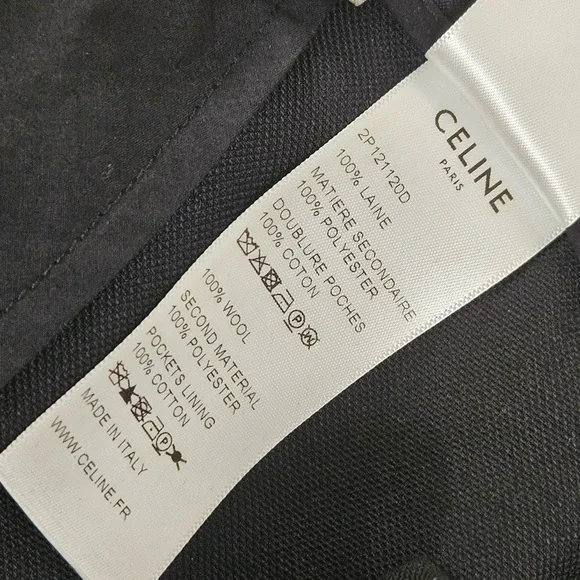 CELINE
PARIS
2P121120D
100% LAINE
MATIERE SECONDAIRE
100% POLYESTER
DOUBLURE POCHES
100% COTON
100% WOOL
SECOND MATERIAL
100% POLYESTER
POCKETS LINING
100% COTTON
MADE IN ITALY
WWW.CELINE.FR